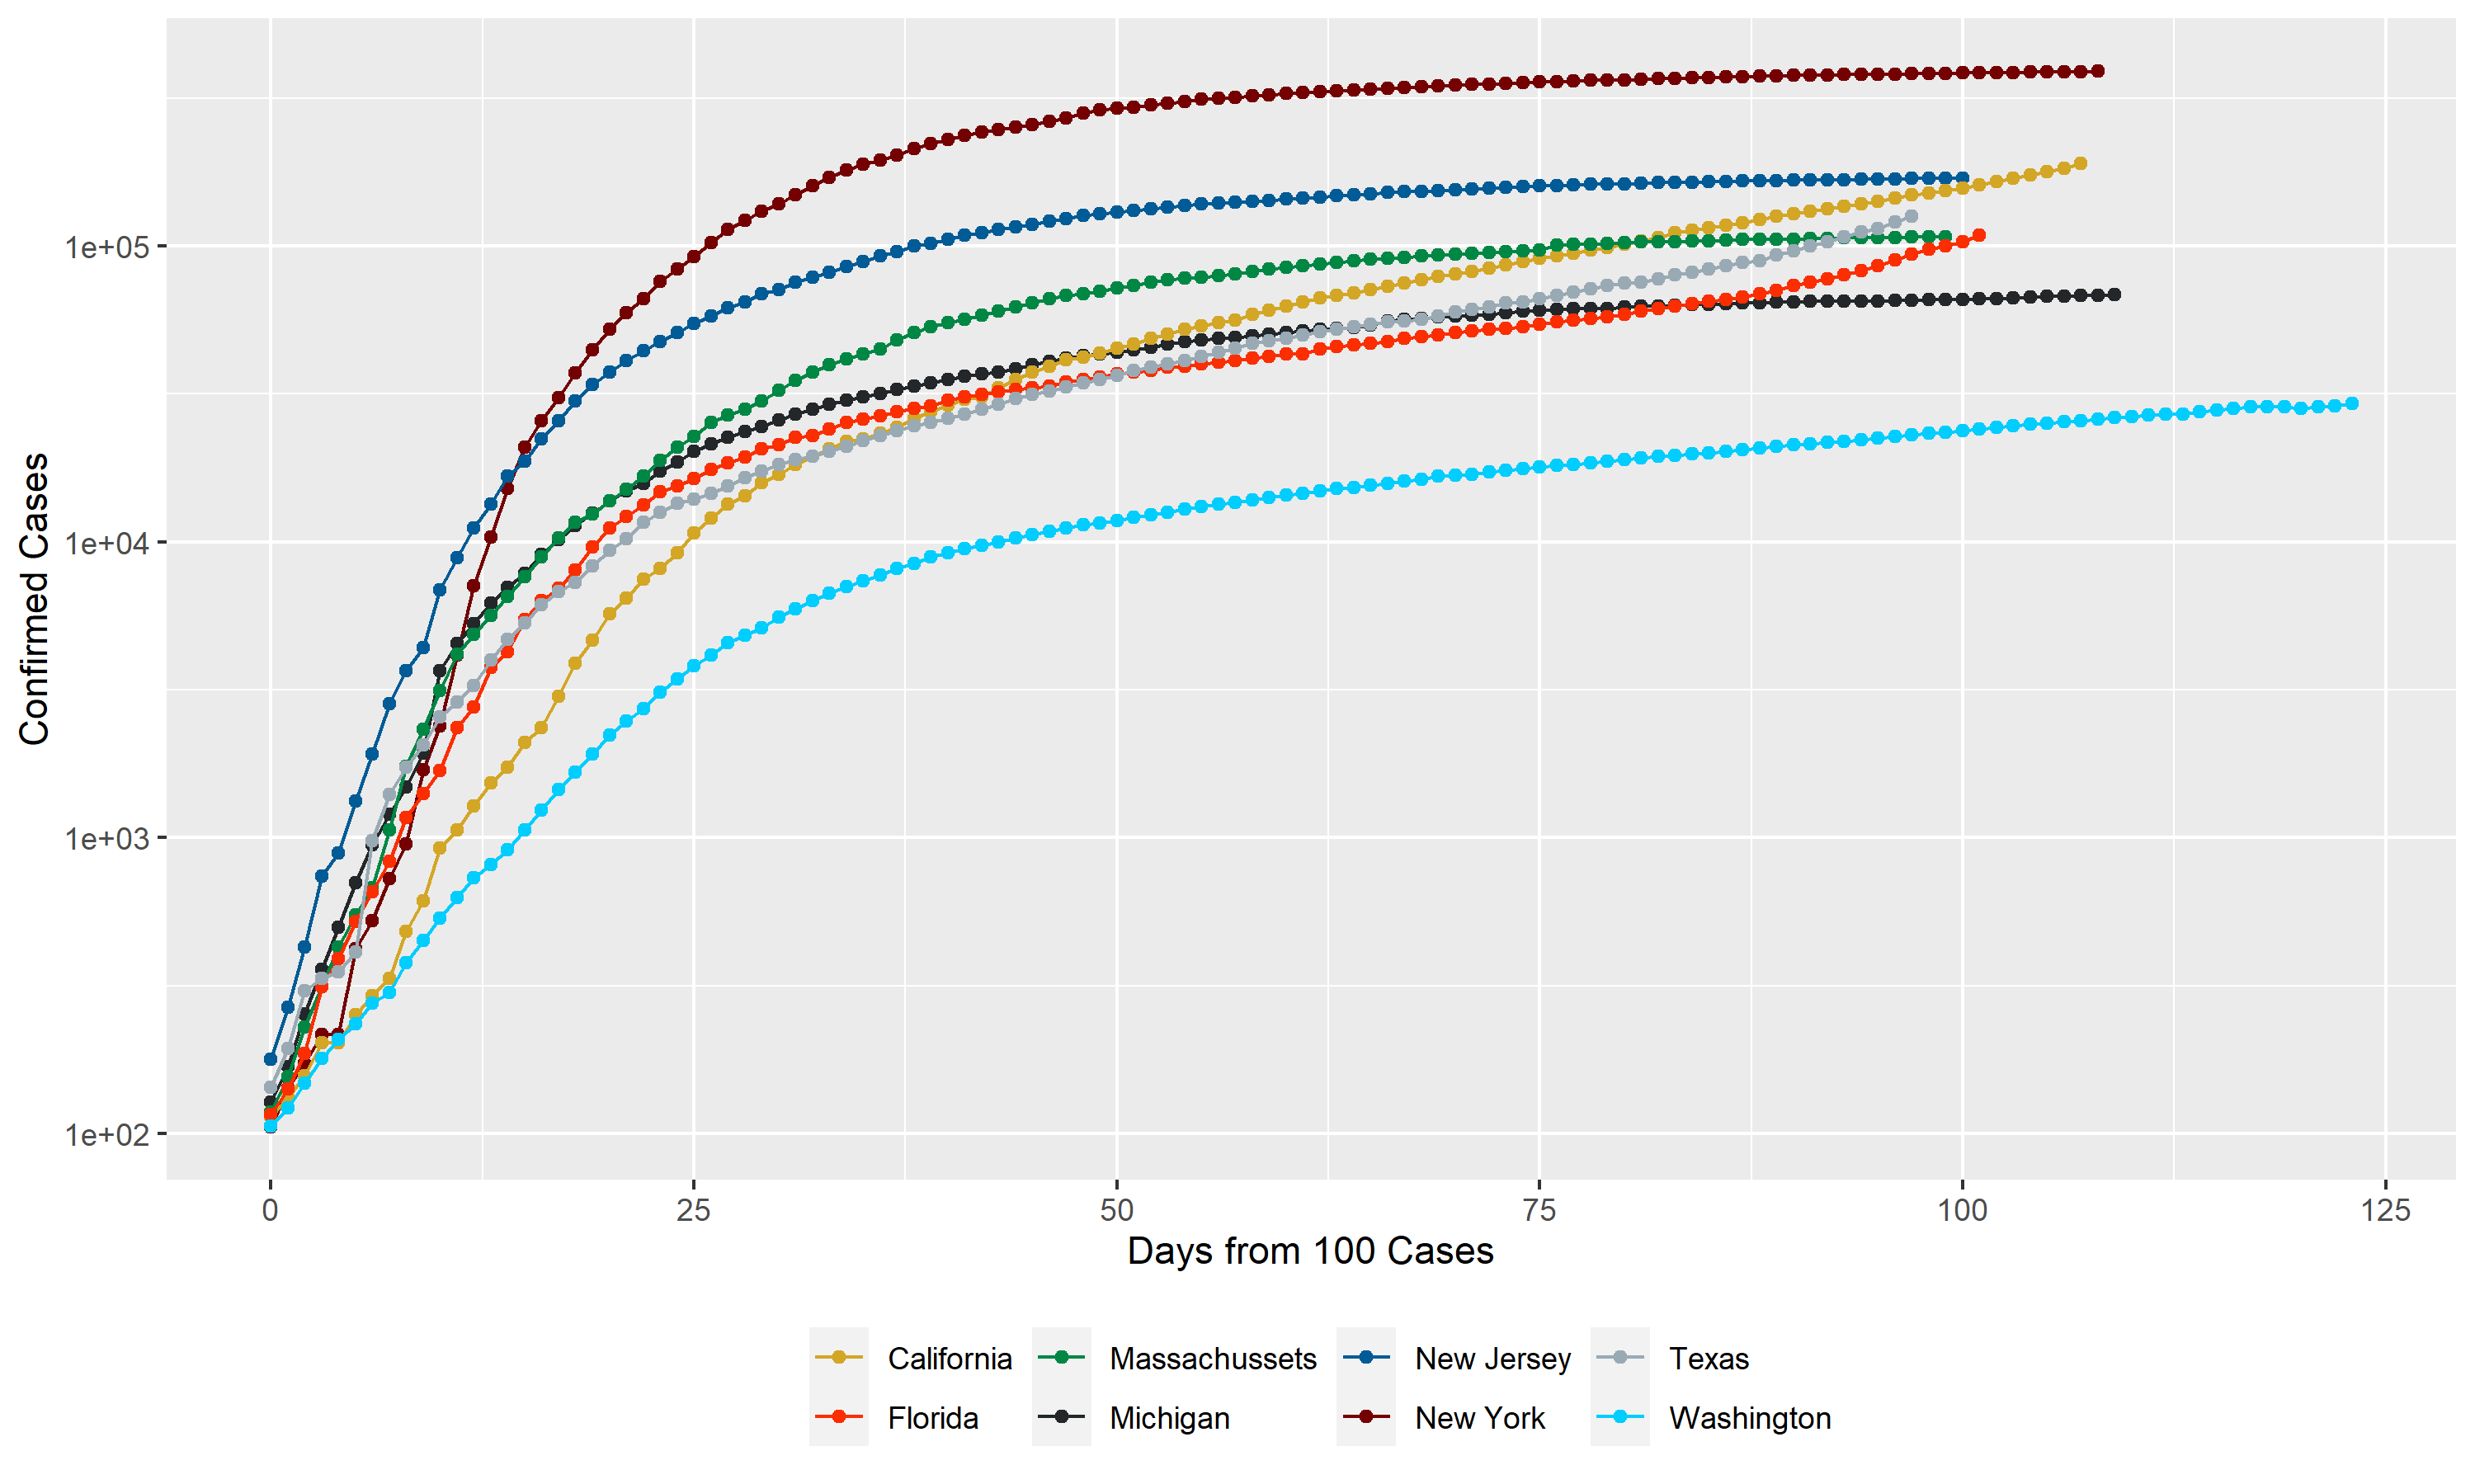 Confirmed Cases
1e+05
1e+04
1e+03
1e+02
0 25 50 75 100 125
Days from 100 Cases
California Massachussets New Jersey Texas
Florida Michigan New York Washington